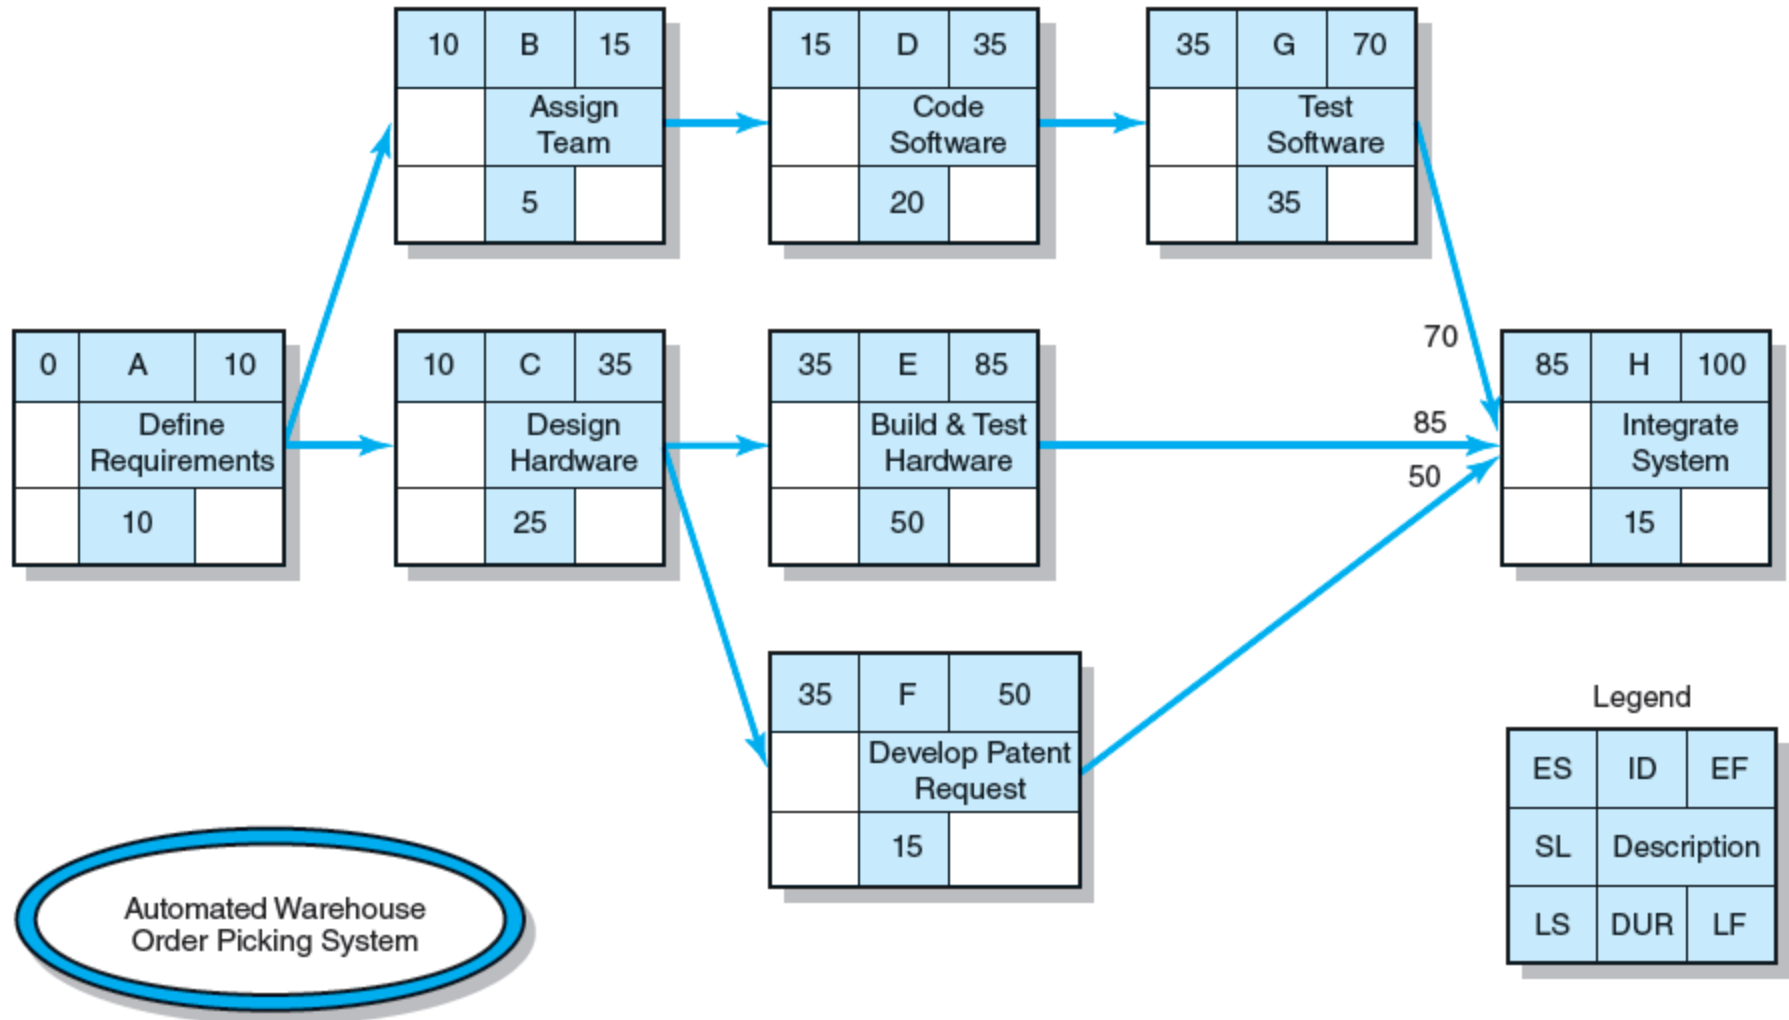 10 B 15
Assign
Team
5
15 D 35
Code
Software
20
35 G 70
Test
Software
35
0 A 10
Define
Requirements
10
10 C 35
Design
Hardware
25
35 E 85
Build & Test
Hardware
50
70
85
50
85 H 100
Integrate
System
15
35 F 50
Develop Patent
Request
15
Legend
ES ID EF
SL Description
LS DUR LF
Automated Warehouse
Order Picking System